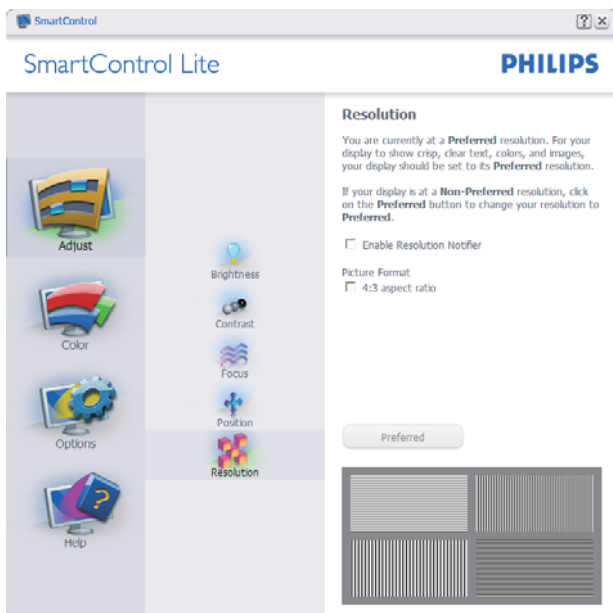 SmartControl
SmartControl Lite
PHILIPS
Adjust
Color
Options
Help
Brightness
Contrast
Focus
Position
Resolution
Resolution
You are currently at a Preferred resolution. For your
display to show crisp, clear text, colors, and images,
your display should be set to its Preferred resolution.
If your display is at a Non-Preferred resolution, click
on the Preferred button to change your resolution to
Preferred.
Enable Resolution Notifier
Picture Format
4:3 aspect ratio
Preferred